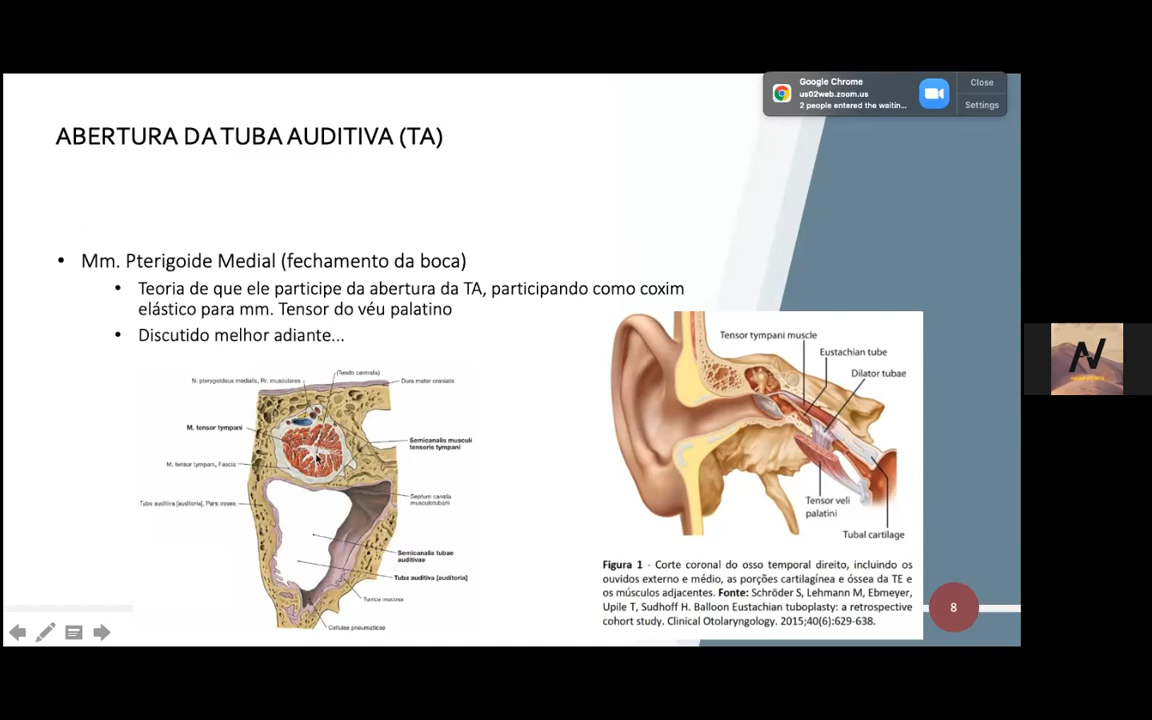 Google Chrome
Close
us02web.zoom.us
2 people entered the waitin...
Settings
ABERTURA DA TUBA AUDITIVA (TA)
• Mm. Pterigoide Medial (fechamento da boca)
• Teoria de que ele participe da abertura da TA, participando como coxim
elástico para mm. Tensor do véu palatino
• Discutido melhor adiante...
(Tendo centralis)
N. pterygoideus medialis, Rr. musculares
Dura mater cranialis
M. tensor tympani
Semicanalis musculi
tensoris tympani
M. tensor tympani, Fascia
Tuba auditiva [auditoria], Pars ossea
Septum canalis
musculotubarii
Semicanalis tubae
auditivae
Tuba auditiva [auditoria]
Tunica mucosa
Cellulae pneumaticae
Tensor tympani muscle
Eustachian tube
Dilator tubae
Tensor veli
palatini
Tubal cartilage
Figura 1 - Corte coronal do osso temporal direito, incluindo os
ouvidos externo e médio, as porções cartilagínea e óssea da TE e
os músculos adjacentes. Fonte: Schröder S, Lehmann M, Ebmeyer,
Upile T, Sudhoff H. Balloon Eustachian tuboplasty: a retrospective
cohort study. Clinical Otolaryngology. 2015;40(6):629-638.
8